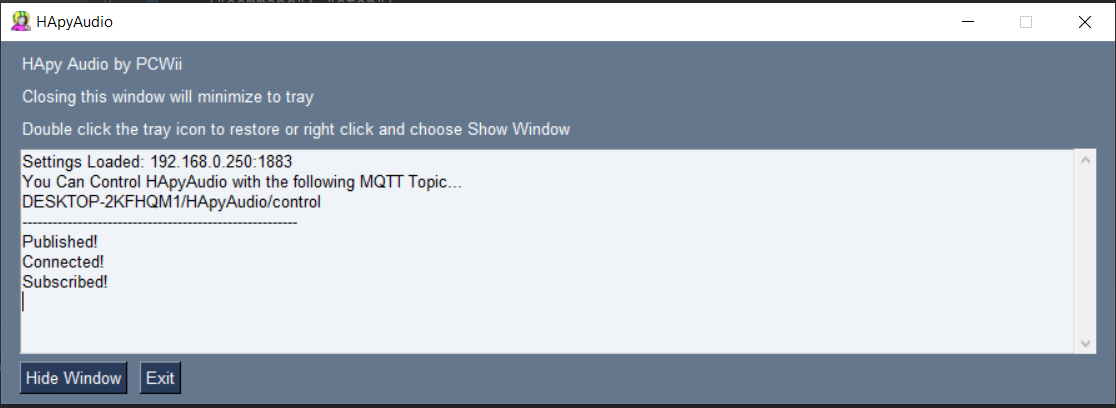 HApyAudio
HApy Audio by PCWii
Closing this window will minimize to tray
Double click the tray icon to restore or right click and choose Show Window
Settings Loaded: 192.168.0.250:1883
You Can Control HApyAudio with the following MQTT Topic...
DESKTOP-2KFHQM1/HApyAudio/control
-------------------------------------------------------
Published!
Connected!
Subscribed!
Hide Window Exit